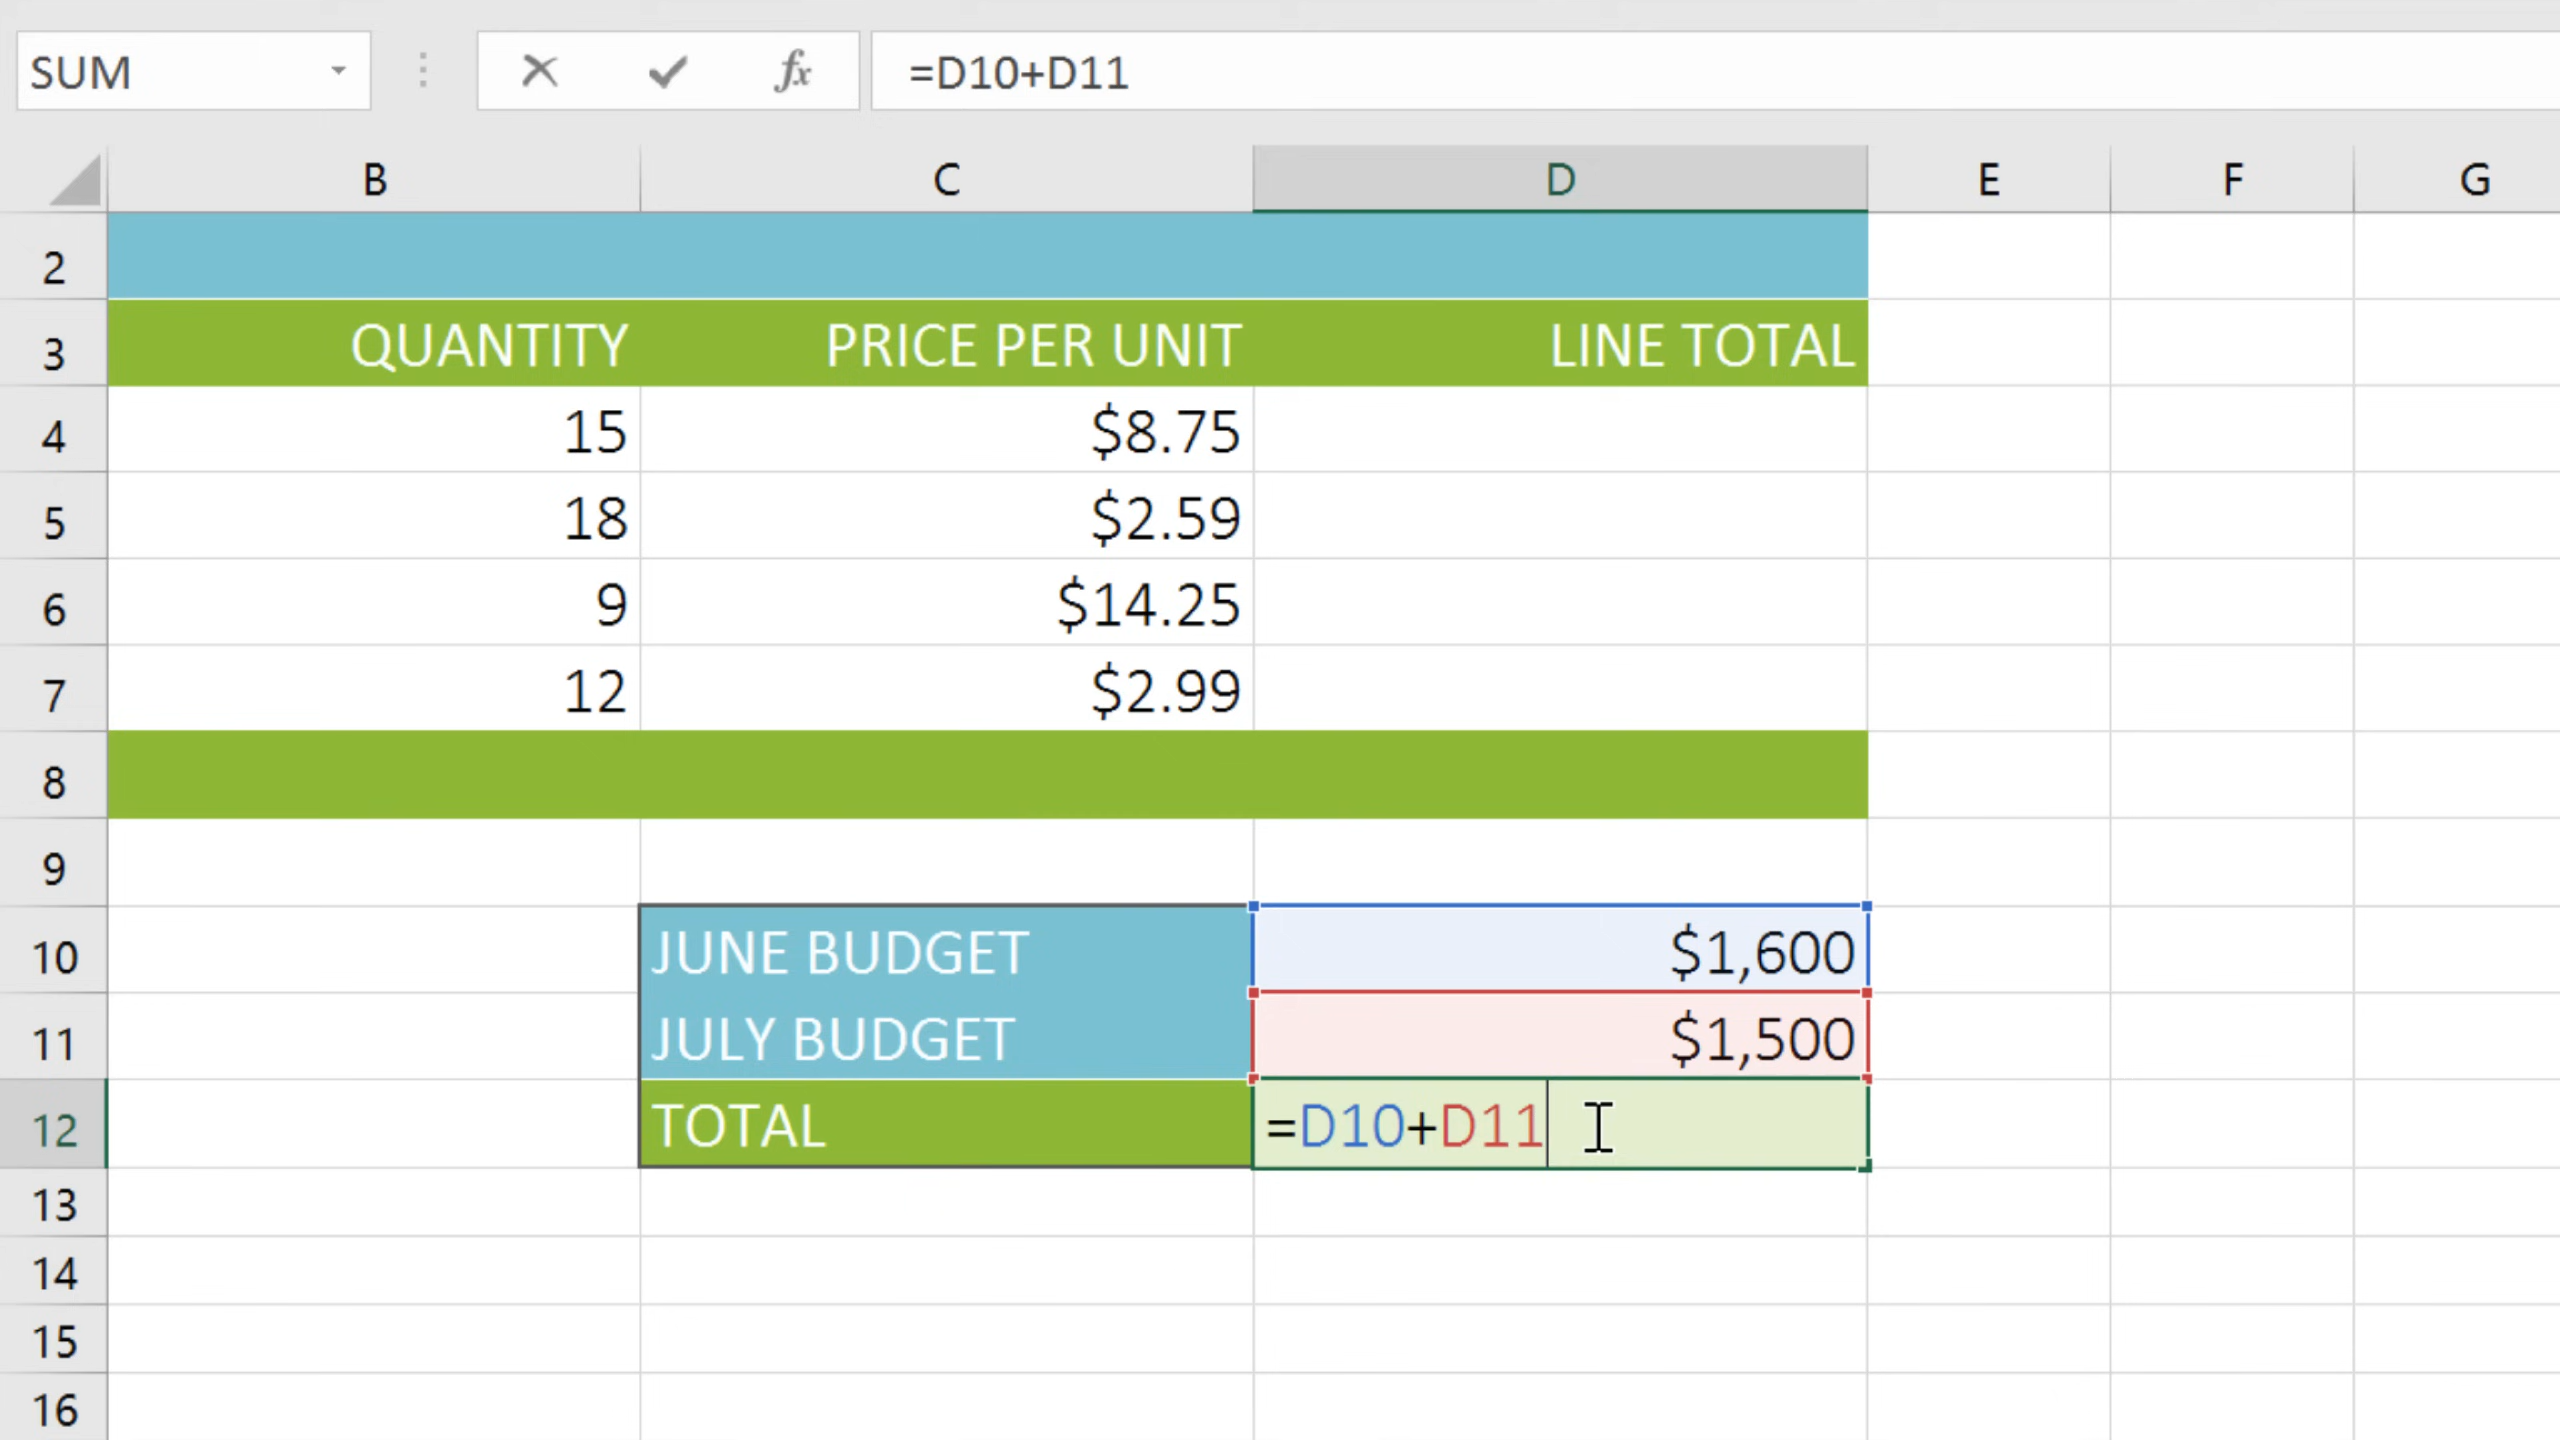 SUM fx =D10+D11
B C D E F G
2
3 QUANTITY PRICE PER UNIT LINE TOTAL
4 15 $8.75
5 18 $2.59
6 9 $14.25
7 12 $2.99
8
9
10 JUNE BUDGET $1,600
11 JULY BUDGET $1,500
12 TOTAL =D10+D11
13
14
15
16